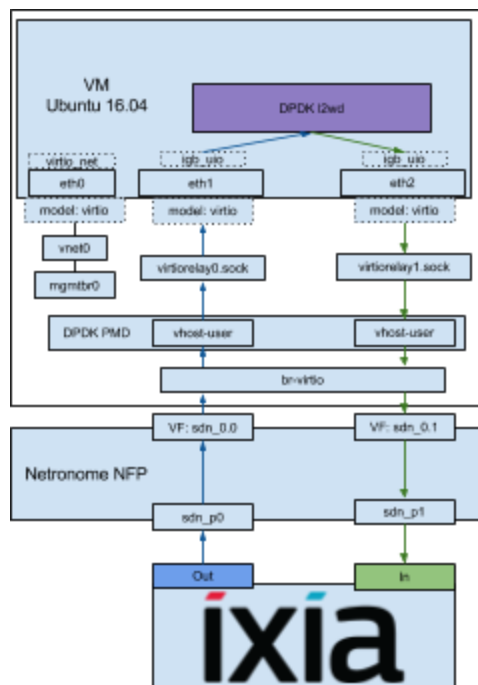 VM
Ubuntu 16.04
DPDK l2wd
virtio_net
igb_uio
igb_uio
eth0
eth1
eth2
model: virtio
model: virtio
model: virtio
vnet0
virtiorelay0.sock
virtiorelay1.sock
mgmtbr0
DPDK PMD
vhost-user
vhost-user
br-virtio
VF: sdn_0.0
VF: sdn_0.1
Netronome NFP
sdn_p0
sdn_p1
Out
In
ixia